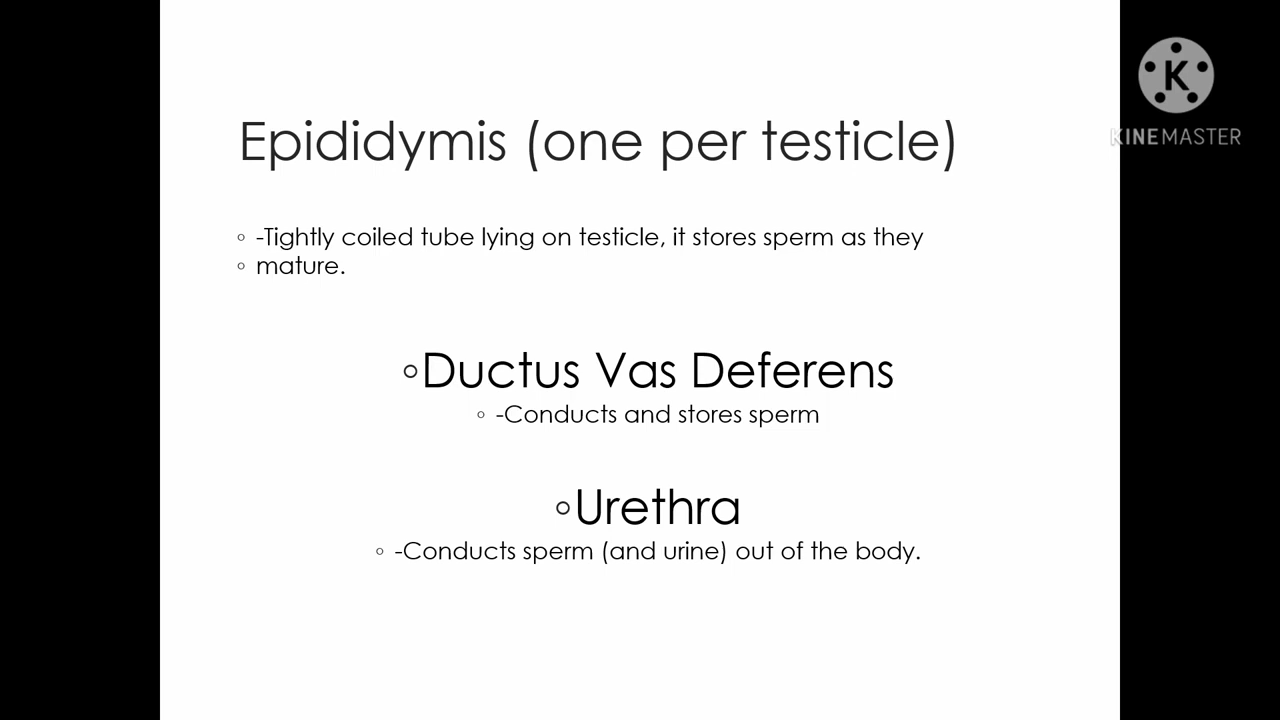 Epididymis (one per testicle)
◦ -Tightly coiled tube lying on testicle, it stores sperm as they
◦ mature.
◦Ductus Vas Deferens
◦ -Conducts and stores sperm
◦Urethra
◦ -Conducts sperm (and urine) out of the body.
K
KINEMASTER